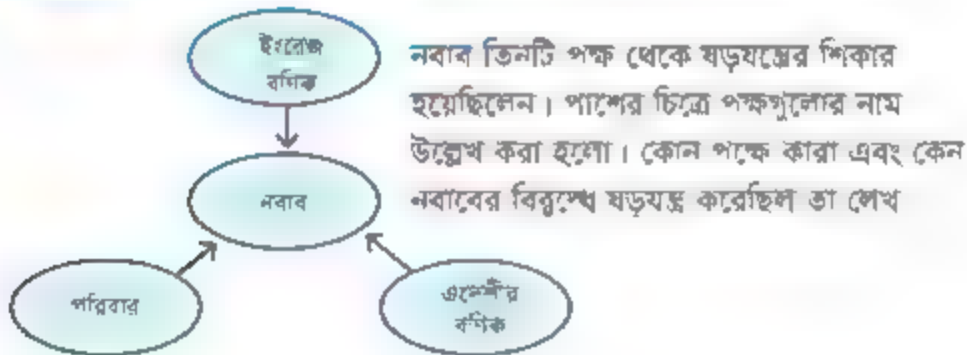 ইংরেজ
বণিক
নবাব তিনটি পক্ষ থেকে ষড়যন্ত্রের শিকার
হয়েছিলেন। পাশের চিত্রে পক্ষগুলোর নাম
উল্লেখ করা হলো। কোন পক্ষে কারা এবং কেন
নবাবের বিরুদ্ধে ষড়যন্ত্র করেছিল তা লেখ
নবাব
পরিবার
এদেশীয়
বণিক